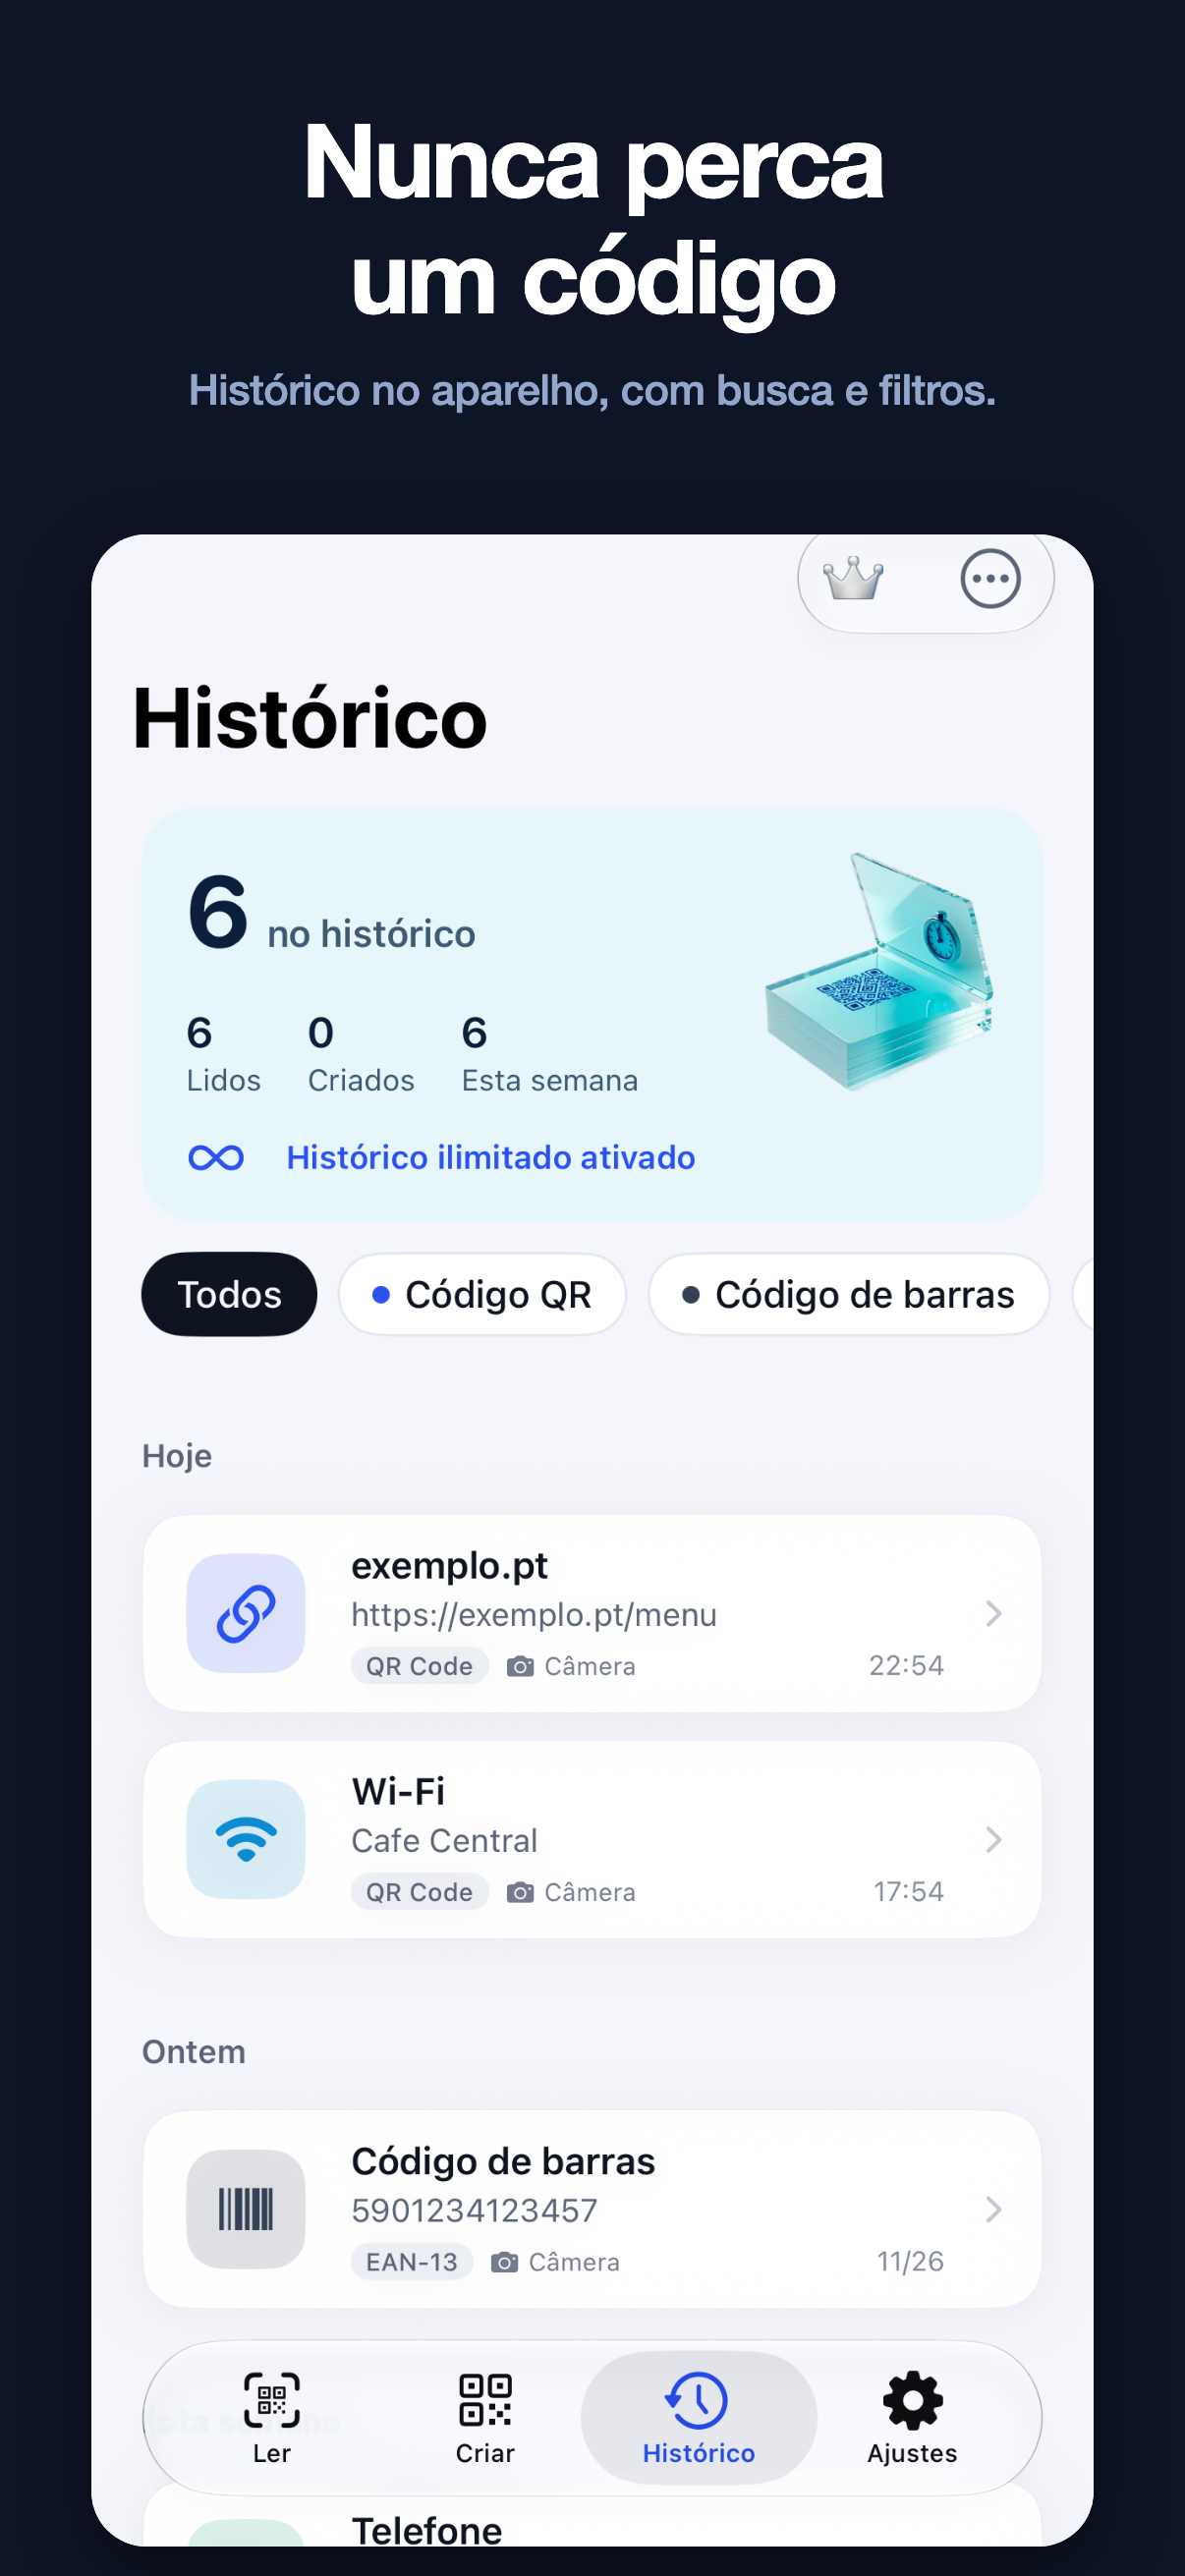 Nunca perca
um código
Histórico no aparelho, com busca e filtros.
Histórico
6 no histórico
6 0 6
Lidos Criados Esta semana
Histórico ilimitado ativado
Todos Código QR Código de barras
Hoje
exemplo.pt
https://exemplo.pt/menu
QR Code Câmera 22:54
Wi-Fi
Cafe Central
QR Code Câmera 17:54
Ontem
Código de barras
5901234123457
EAN-13 Câmera 11/26
Esta semana
Ler Criar Histórico Ajustes
Telefone